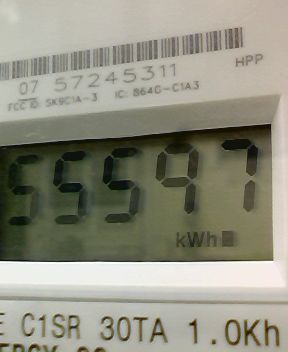 07 57245311 HPP
FCC ID: SK9C1A-3 IC: 864G-C1A3
55597
kWh
C1SR 30TA 1.0Kh